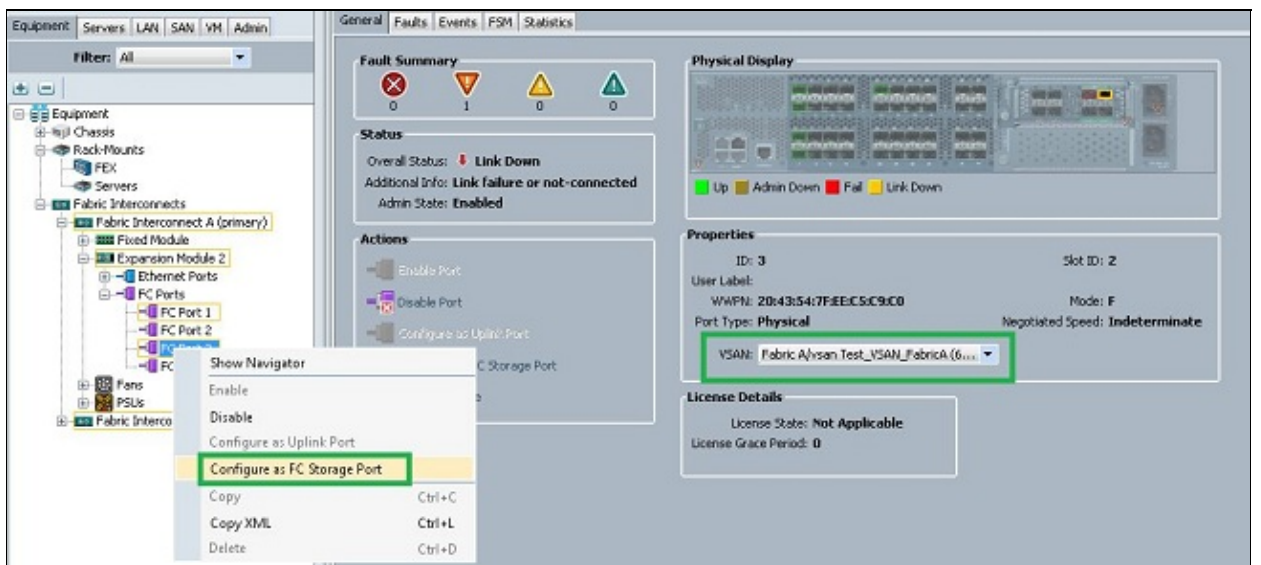 Equipment Servers LAN SAN VM Admin
Filter: All
Equipment
Chassis
Rack-Mounts
FEX
Servers
Fabric Interconnects
Fabric Interconnect A (primary)
Fixed Module
Expansion Module 2
Ethernet Ports
FC Ports
FC Port 1
FC Port 2
FC
Fans
PSUs
Fabric Interco
Show Navigator
Enable
Disable
Configure as Uplink Port
Configure as FC Storage Port
Copy Ctrl+C
Copy XML Ctrl+L
Delete Ctrl+D
General Faults Events FSM Statistics
Fault Summary
0 1 0 0
Status
Overall Status: Link Down
Additional Info: Link failure or not-connected
Admin State: Enabled
Actions
Enable Port
Disable Port
Configure as Uplink Port
C Storage Port
Physical Display
Up Admin Down Fail Link Down
Properties
ID: 3 Slot ID: 2
User Label:
WWPN: 20:43:54:7F:EE:C5:C9:C0 Mode: F
Port Type: Physical Negotiated Speed: Indeterminate
VSAN: Fabric A/vsan Test_VSAN_FabricA (6...
License Details
License State: Not Applicable
License Grace Period: 0